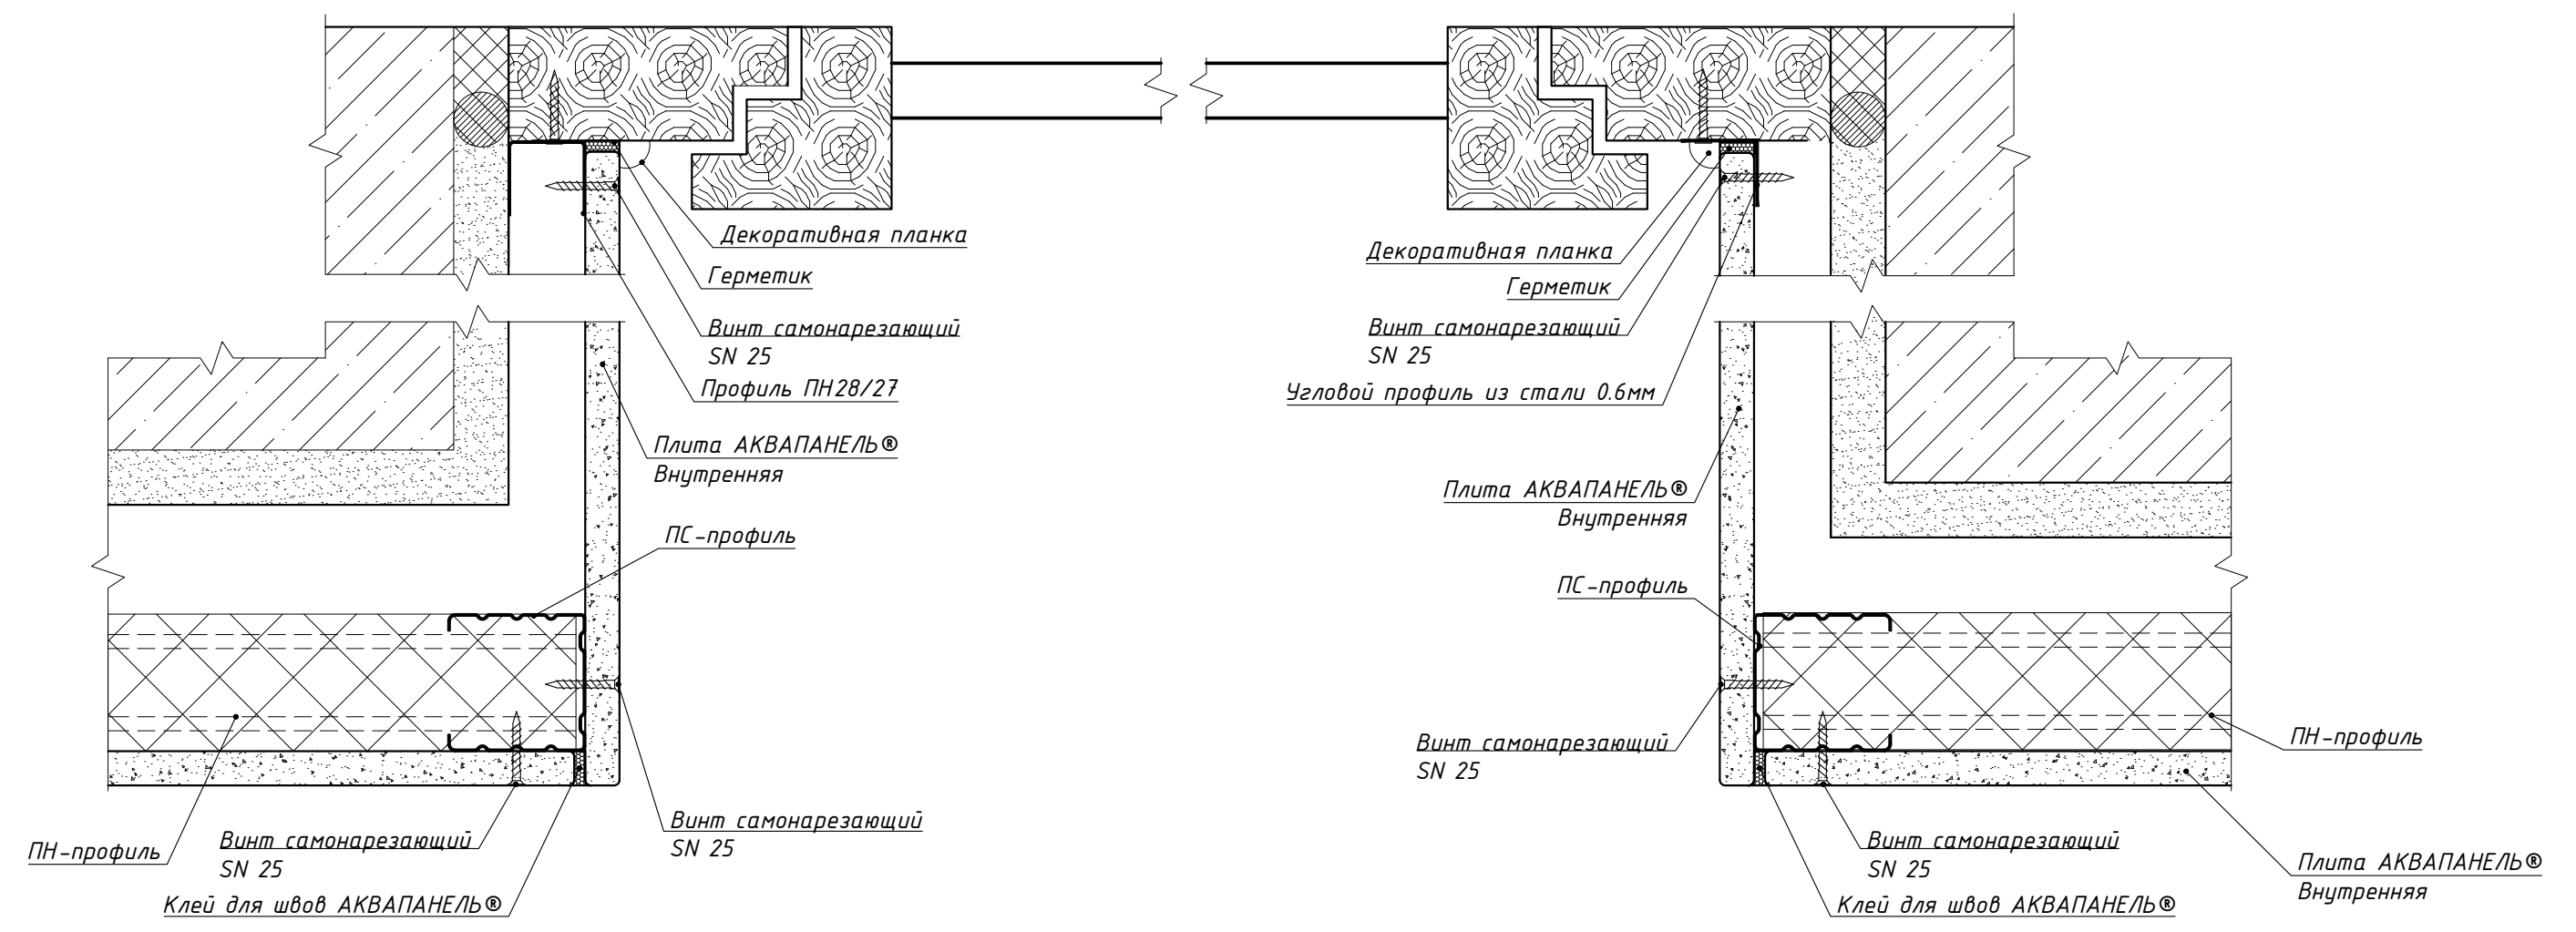 Декоративная планка
Герметик
Винт самонарезающий
SN 25
Профиль ПН28/27
Плита АКВАПАНЕЛЬ®
Внутренняя
ПС-профиль
Винт самонарезающий
SN 25
ПН-профиль
Винт самонарезающий
SN 25
Клей для швов АКВАПАНЕЛЬ®
Декоративная планка
Герметик
Винт самонарезающий
SN 25
Угловой профиль из стали 0.6мм
Плита АКВАПАНЕЛЬ®
Внутренняя
ПС-профиль
Винт самонарезающий
SN 25
ПН-профиль
Винт самонарезающий
SN 25
Плита АКВАПАНЕЛЬ®
Внутренняя
Клей для швов АКВАПАНЕЛЬ®